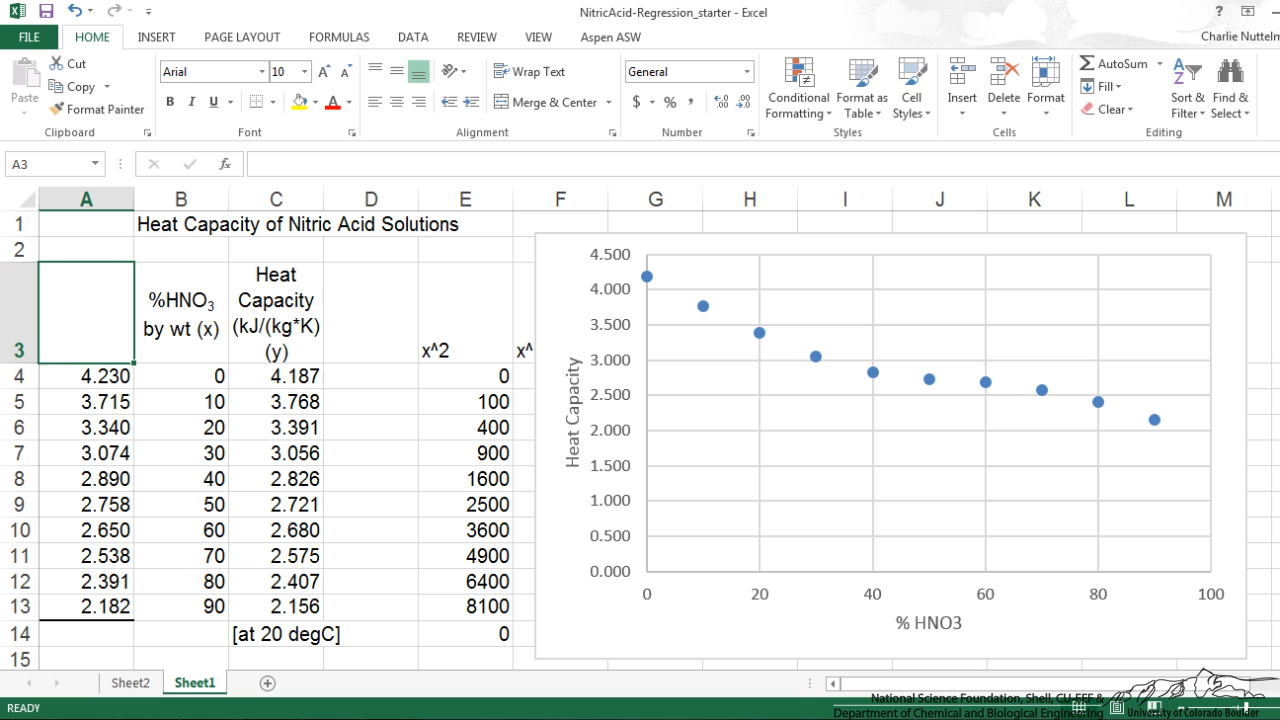 NitricAcid-Regression_starter - Excel
?
FILE HOME INSERT PAGE LAYOUT FORMULAS DATA REVIEW VIEW Aspen ASW
Charlie Nuttelm
Paste
Cut
Copy
Format Painter
Clipboard
Arial 10
B I U
Font
Wrap Text
Merge & Center
Alignment
General
$ % ,
Number
Conditional Formatting
Format as Table
Cell Styles
Styles
Insert Delete Format
Cells
AutoSum
Fill
Clear
Sort & Filter
Find & Select
Editing
A3
fx
A B C D E F G H I J K L M
1 Heat Capacity of Nitric Acid Solutions
2
3 %HNO3 by wt (x) Heat Capacity (kJ/(kg*K) (y) x^2 x^
4 4.230 0 4.187 0
5 3.715 10 3.768 100
6 3.340 20 3.391 400
7 3.074 30 3.056 900
8 2.890 40 2.826 1600
9 2.758 50 2.721 2500
10 2.650 60 2.680 3600
11 2.538 70 2.575 4900
12 2.391 80 2.407 6400
13 2.182 90 2.156 8100
14 [at 20 degC] 0
15
4.500
4.000
3.500
3.000
2.500
2.000
1.500
1.000
0.500
0.000
Heat Capacity
0 20 40 60 80 100
% HNO3
Sheet2 Sheet1
READY
National Science Foundation, Shell, CU-EEF &
Department of Chemical and Biological Engineering
University of Colorado Boulder